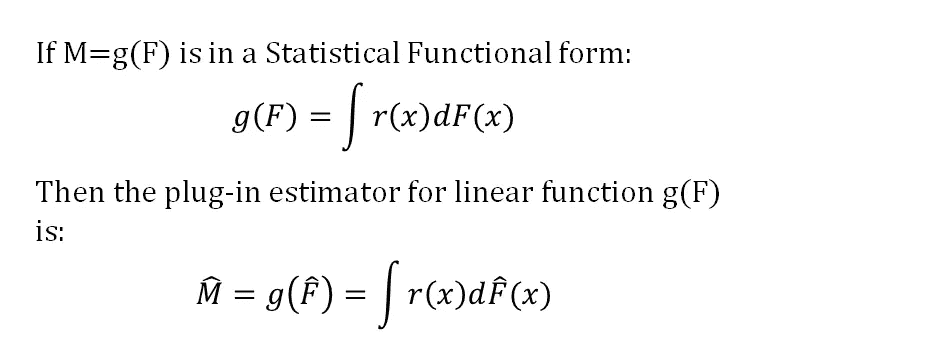 If M=g(F) is in a Statistical Functional form:
g(F) = ∫ r(x)dF(x)
Then the plug-in estimator for linear function g(F)
is:
M̂ = g(F̂) = ∫ r(x)dF̂(x)